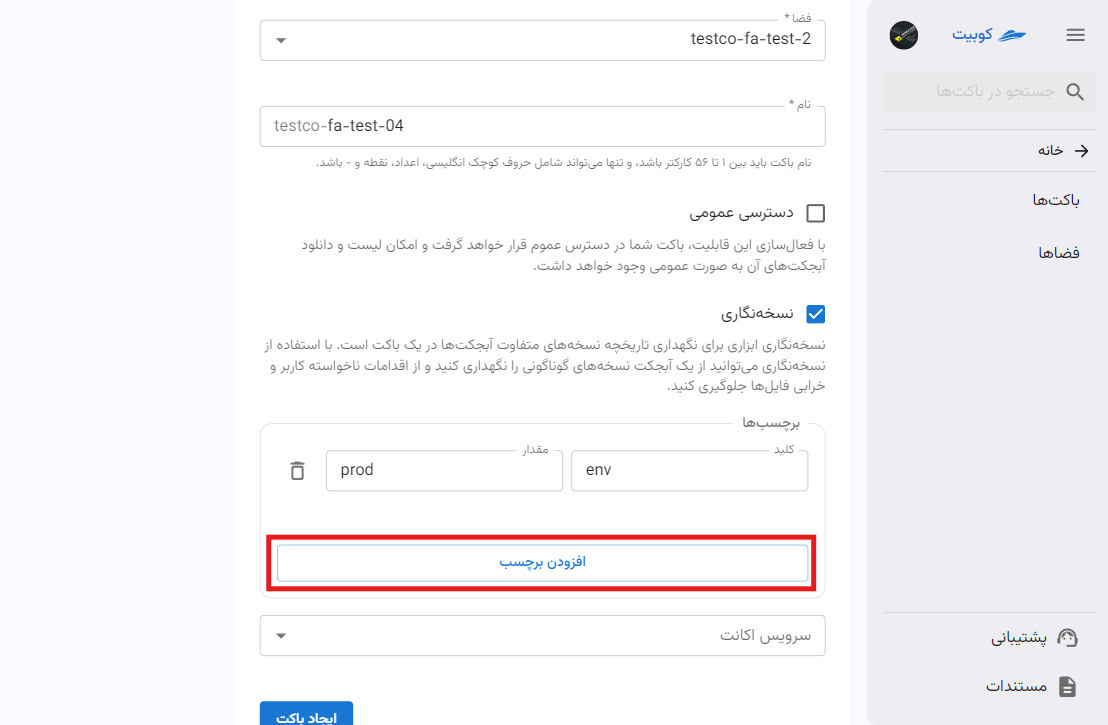 کوبیت
جستجو در باکت‌ها
خانه
باکت‌ها
فضاها
پشتیبانی
مستندات
فضا *
testco-fa-test-2
نام *
testco-fa-test-04
نام باکت باید بین ۱ تا ۵۶ کارکتر باشد، و تنها می‌تواند شامل حروف کوچک انگلیسی، اعداد، نقطه و - باشد.
دسترسی عمومی
با فعال‌سازی این قابلیت، باکت شما در دسترس عموم قرار خواهد گرفت و امکان لیست و دانلود
آبجکت‌های آن به صورت عمومی وجود خواهد داشت.
نسخه‌نگاری
نسخه‌نگاری ابزاری برای نگهداری تاریخچه نسخه‌های متفاوت آبجکت‌ها در یک باکت است. با استفاده از
نسخه‌نگاری می‌توانید از یک آبجکت نسخه‌های گوناگونی را نگهداری کنید و از اقدامات ناخواسته کاربر و
خرابی فایل‌ها جلوگیری کنید.
برچسب‌ها
کلید
env
مقدار
prod
افزودن برچسب
سرویس اکانت
ایجاد باکت